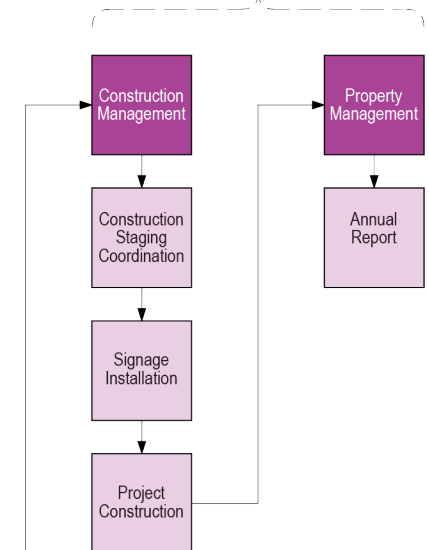 Construction
Management
Construction
Staging
Coordination
Signage
Installation
Project
Construction
Property
Management
Annual
Report